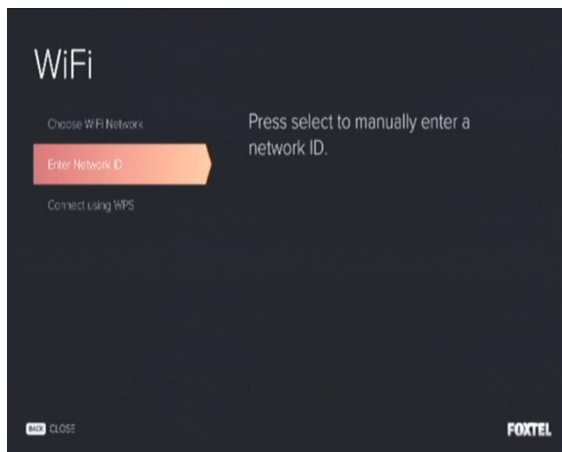 WiFi
Choose WiFi Network
Press select to manually enter a
network ID.
Enter Network ID
Connect using WPS
BACK CLOSE
FOXTEL